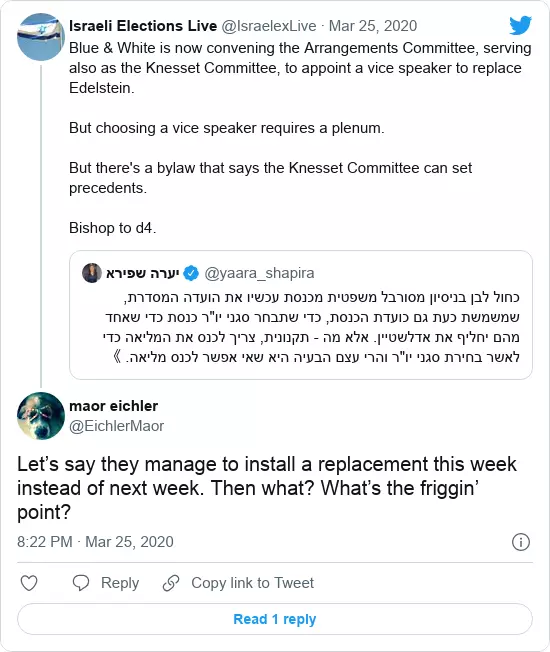 Israeli Elections Live @IsraelexLive · Mar 25, 2020
Blue & White is now convening the Arrangements Committee, serving
also as the Knesset Committee, to appoint a vice speaker to replace
Edelstein.
But choosing a vice speaker requires a plenum.
But there's a bylaw that says the Knesset Committee can set
precedents.
Bishop to d4.
יערה שפירא @yaara_shapira
כחול לבן בניסיון מסורבל משפטית מכנסת עכשיו את הועדה המסדרת,
שמשמשת כעת גם כועדת הכנסת, כדי שתבחר סגני יו"ר כנסת כדי שאחד
מהם יחליף את אדלשטיין. אלא מה - תקנונית, צריך לכנס את המליאה כדי
לאשר בחירת סגני יו"ר והרי עצם הבעיה היא שאי אפשר לכנס מליאה. 》
maor eichler
@EichlerMaor
Let’s say they manage to install a replacement this week
instead of next week. Then what? What’s the friggin’
point?
8:22 PM · Mar 25, 2020
Reply Copy link to Tweet
Read 1 reply